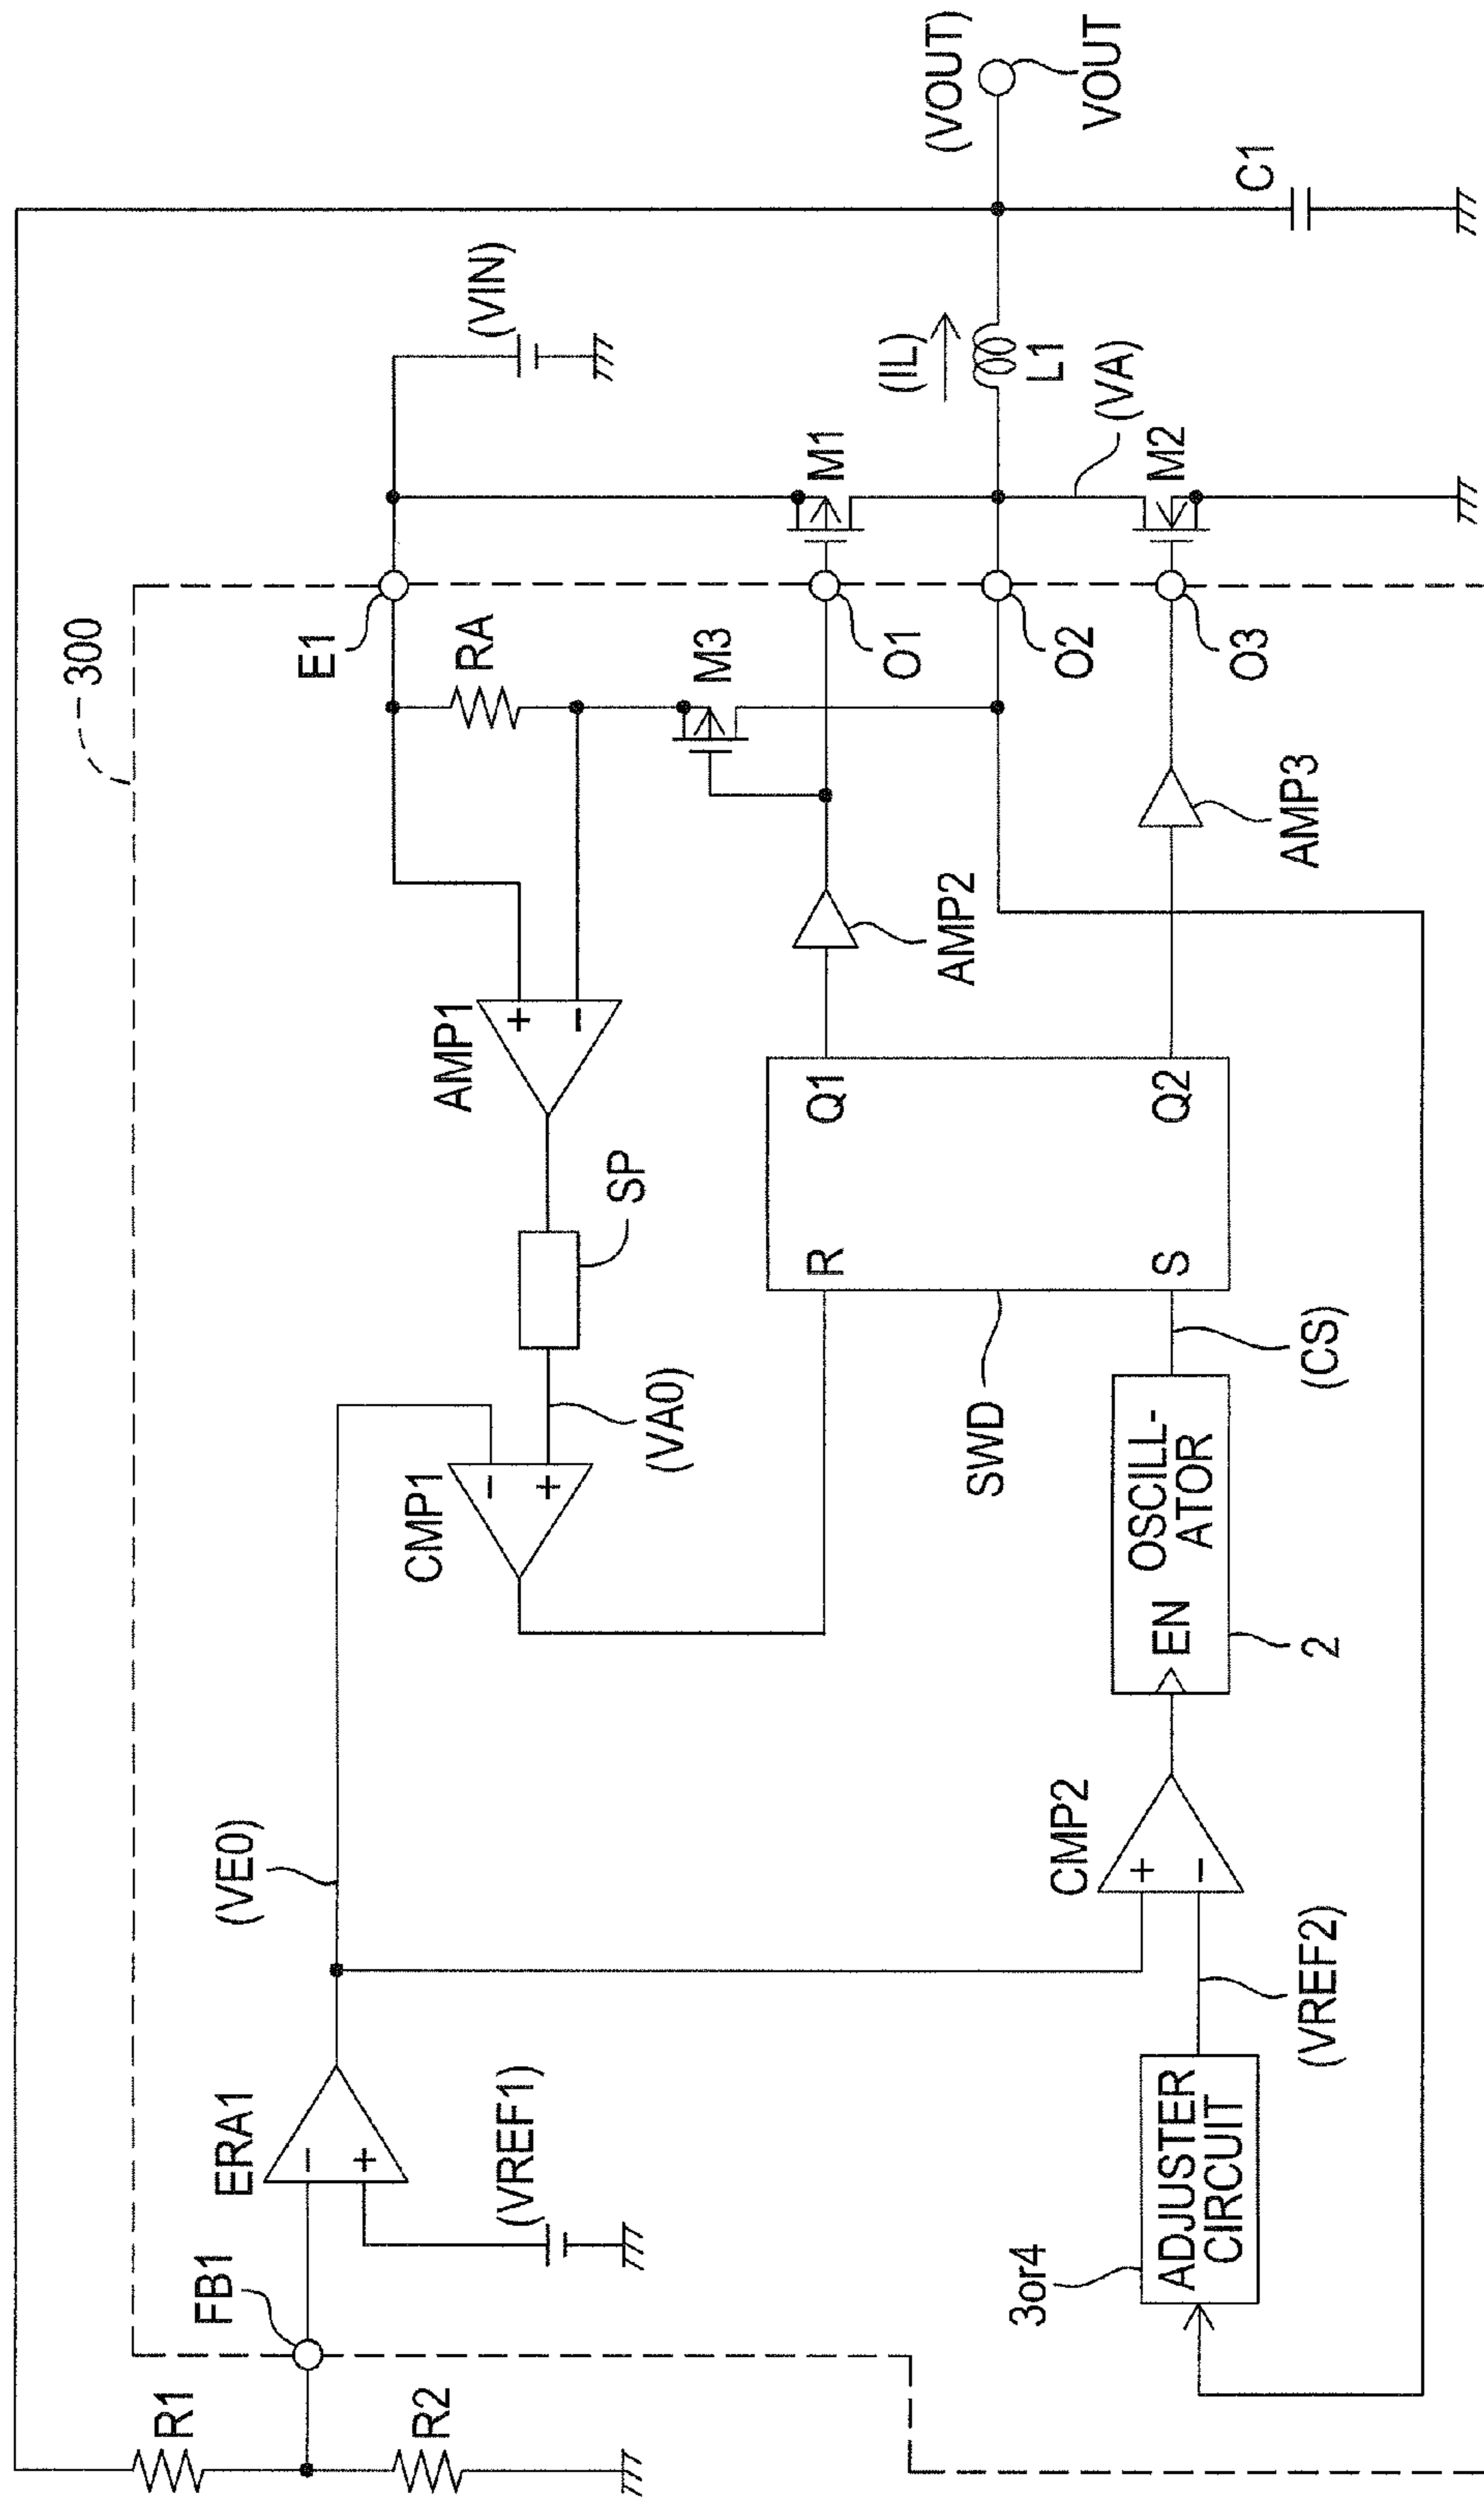 300
R1
R2
FB1
ERA1
(VREF1)
(VE0)
CMP1
(VA0)
SP
AMP1
E1
RA
M3
(VIN)
(VOUT)
VOUT
C1
(IL)
L1
(VA)
M1
M2
O1
O2
O3
AMP2
AMP3
R
Q1
S
Q2
SWD
(CS)
OSCILL-
ATOR
EN
2
CMP2
(VREF2)
3or4
ADJUSTER
CIRCUIT
+
−
−
+
−
+
+
−